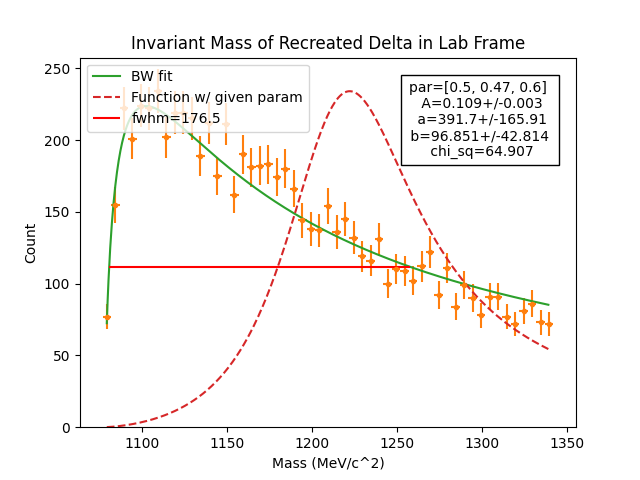 Invariant Mass of Recreated Delta in Lab Frame
BW fit
Function w/ given param
fwhm=176.5
par=[0.5, 0.47, 0.6]
A=0.109+/-0.003
a=391.7+/-165.91
b=96.851+/-42.814
chi_sq=64.907
Count
250
200
150
100
50
0
1100 1150 1200 1250 1300 1350
Mass (MeV/c^2)